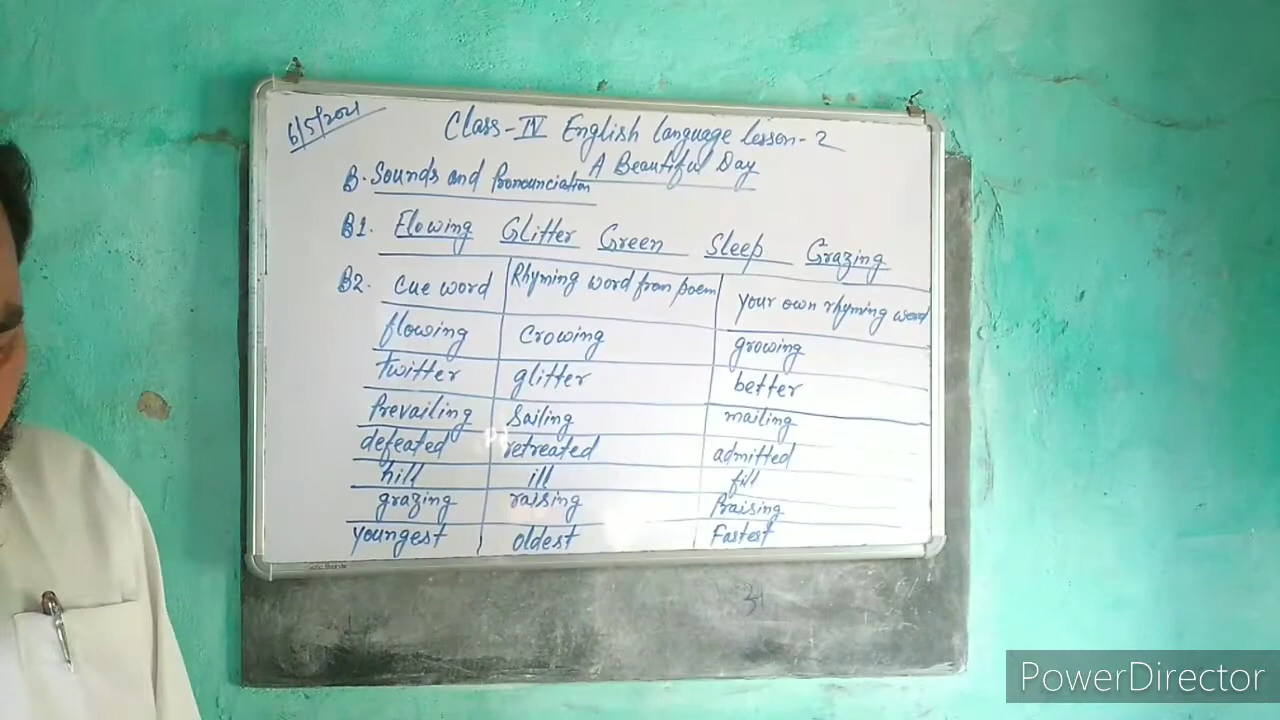 6/5/2021
Class-IV English language lesson-2
A Beautiful Day
B. Sounds and Pronounciation
B1. Flowing Glitter Green Sleep Grazing
B2. Cue word Rhyming word from poem your own rhyming word
flowing Crowing growing
twitter glitter better
Prevailing Sailing mailing
defeated retreated admitted
hill ill fill
grazing raising Praising
youngest oldest Fastest
PowerDirector